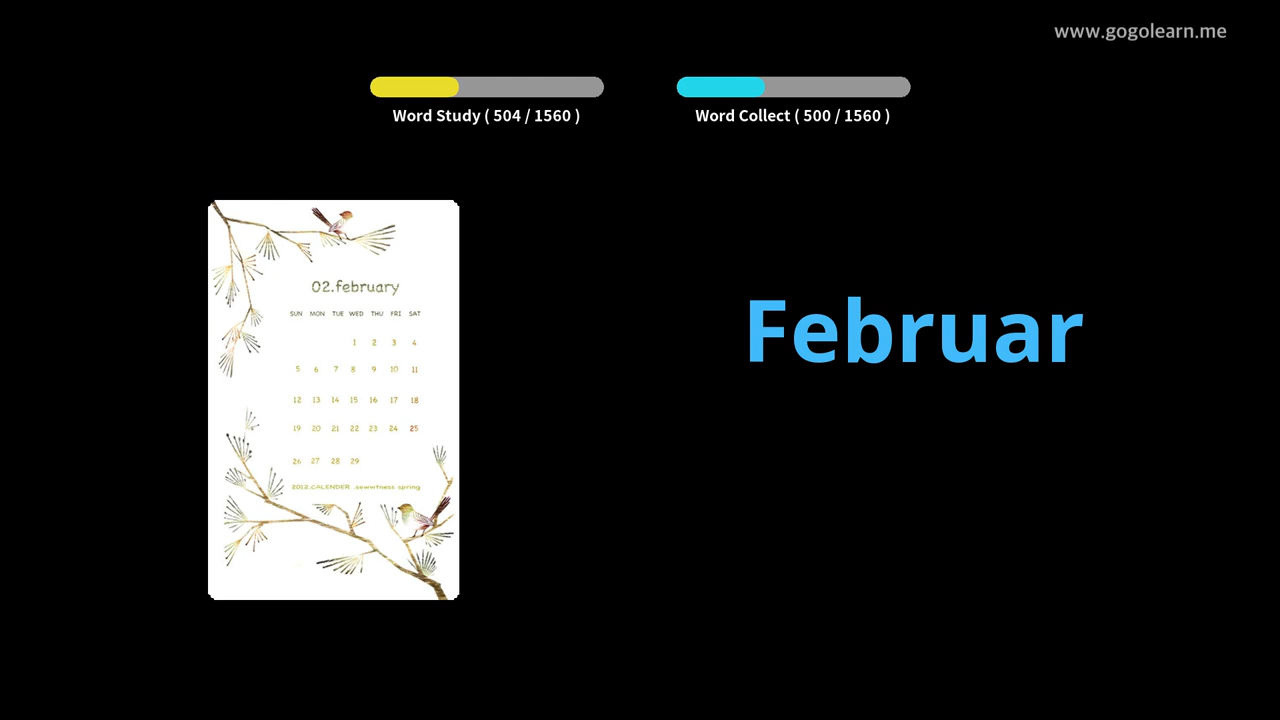 www.gogolearn.me
Word Study ( 504 / 1560 )
Word Collect ( 500 / 1560 )
02.february
SUN MON TUE WED THU FRI SAT
1 2 3 4
5 6 7 8 9 10 11
12 13 14 15 16 17 18
19 20 21 22 23 24 25
26 27 28 29
2012.CALENDER .sewwtness spring
Februar